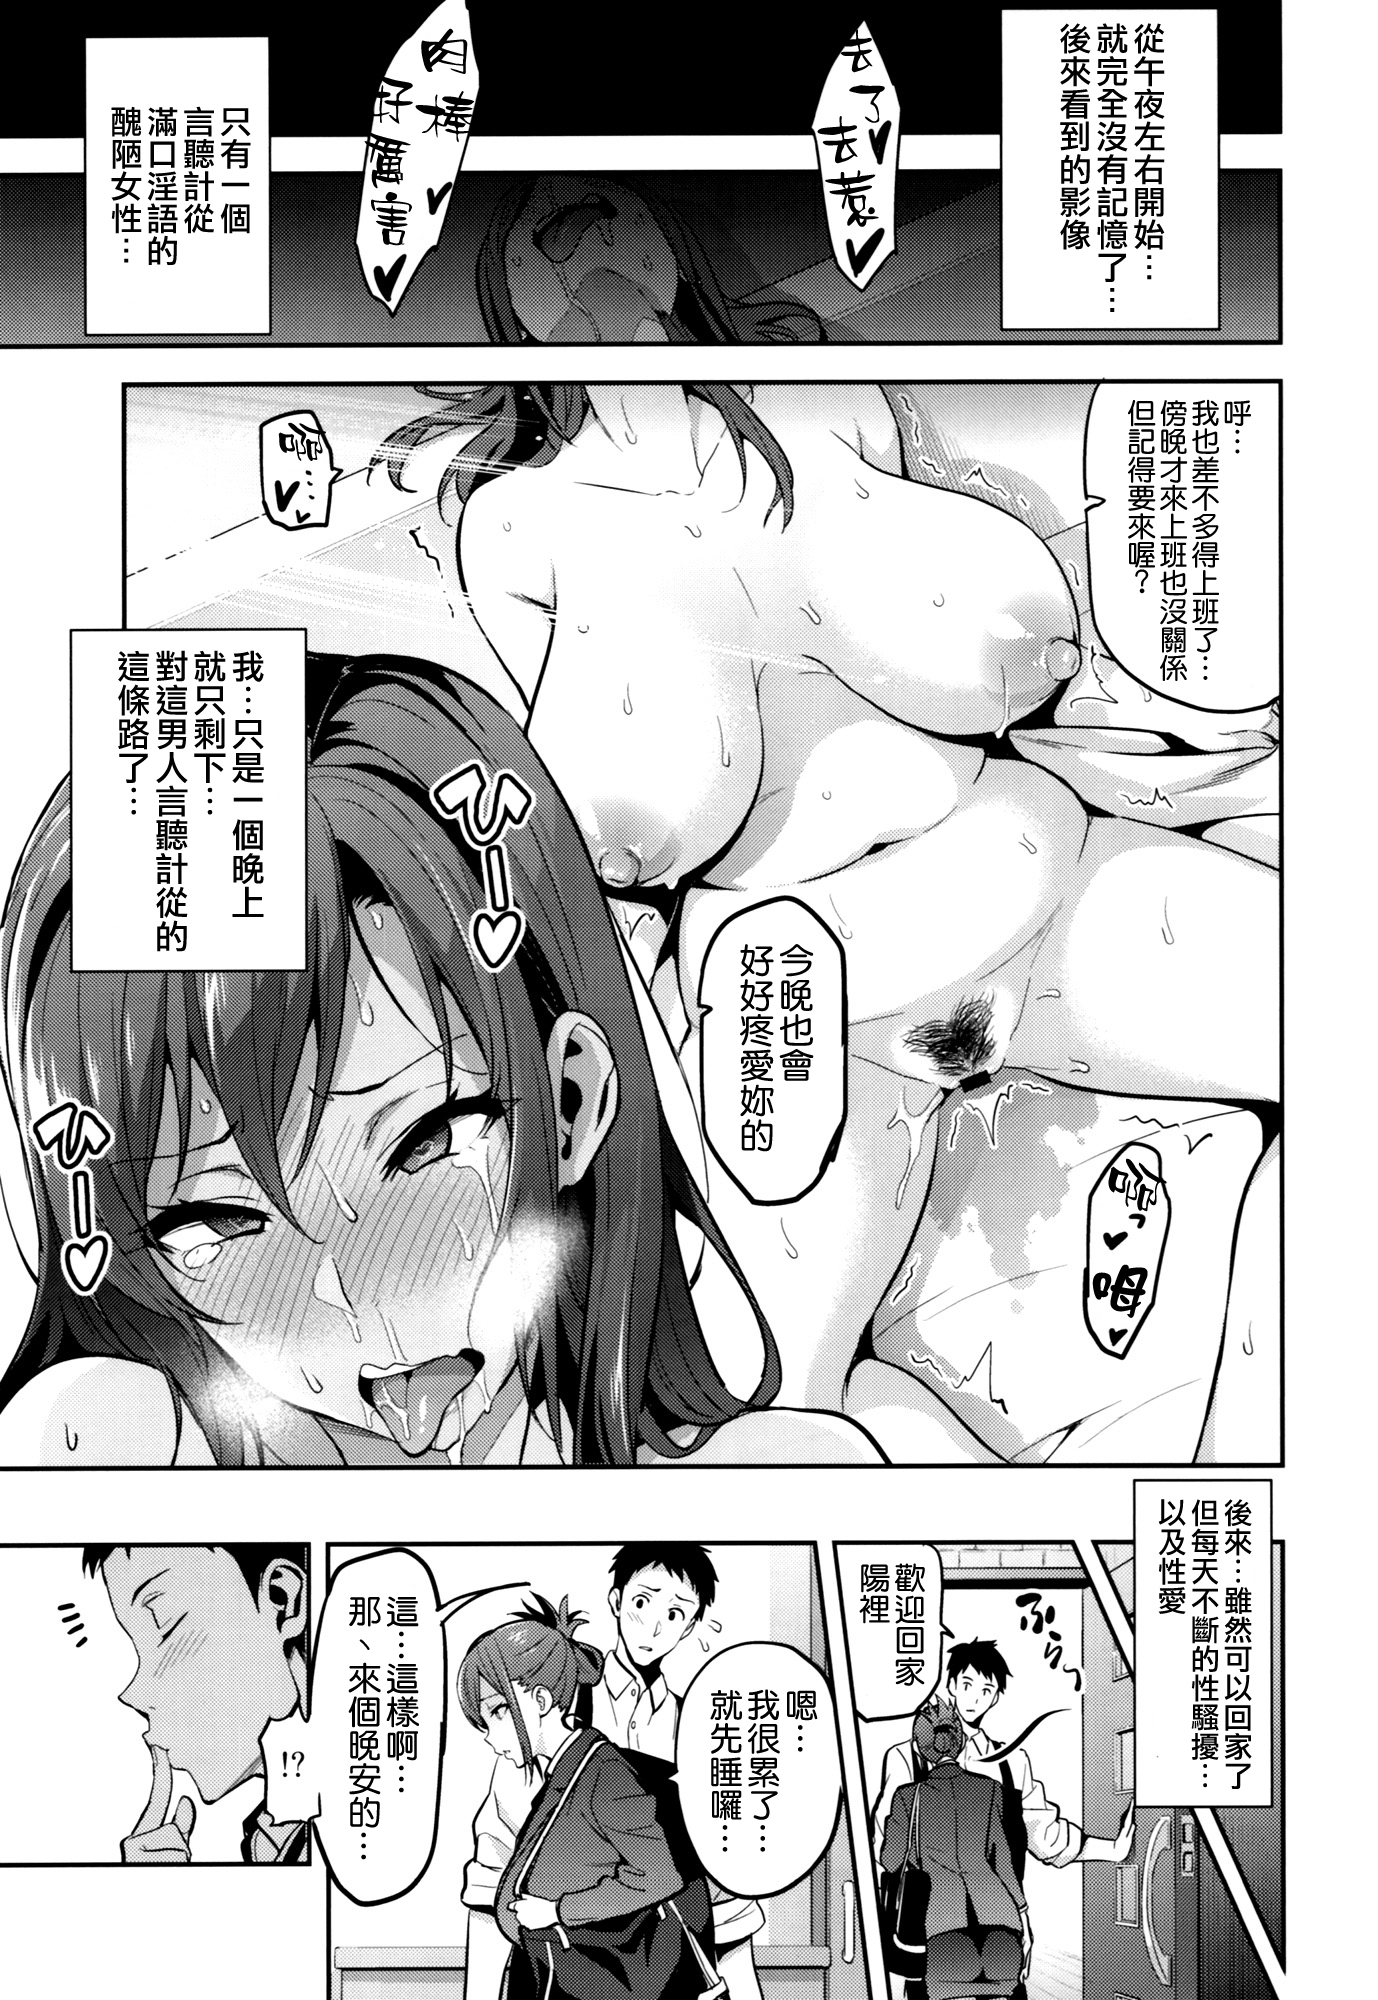 從午夜左右開始…
就完全沒有記憶了…
後來看到的影像
去了♥
去惹♥
肉棒
好厲害♥♥
只有一個
言聽計從
滿口淫語的
醜陋女性…
呼…
我也差不多得上班了…
傍晚才來上班也沒關係
但記得要來喔?
啊…♥♥
我…只是一個晚上
就只剩下…
對這男人言聽計從的
這條路了…
ひー♡
今晚也會
好好疼愛妳的
ひー♡
啊っ♥
呣♥
後來…雖然可以回家了
但每天不斷的性騷擾…
以及性愛
ふらっ
歡迎回家
陽裡
嗯…
我很累了…
就先睡囉…
這…這樣啊…
那、來個晚安的…
!?